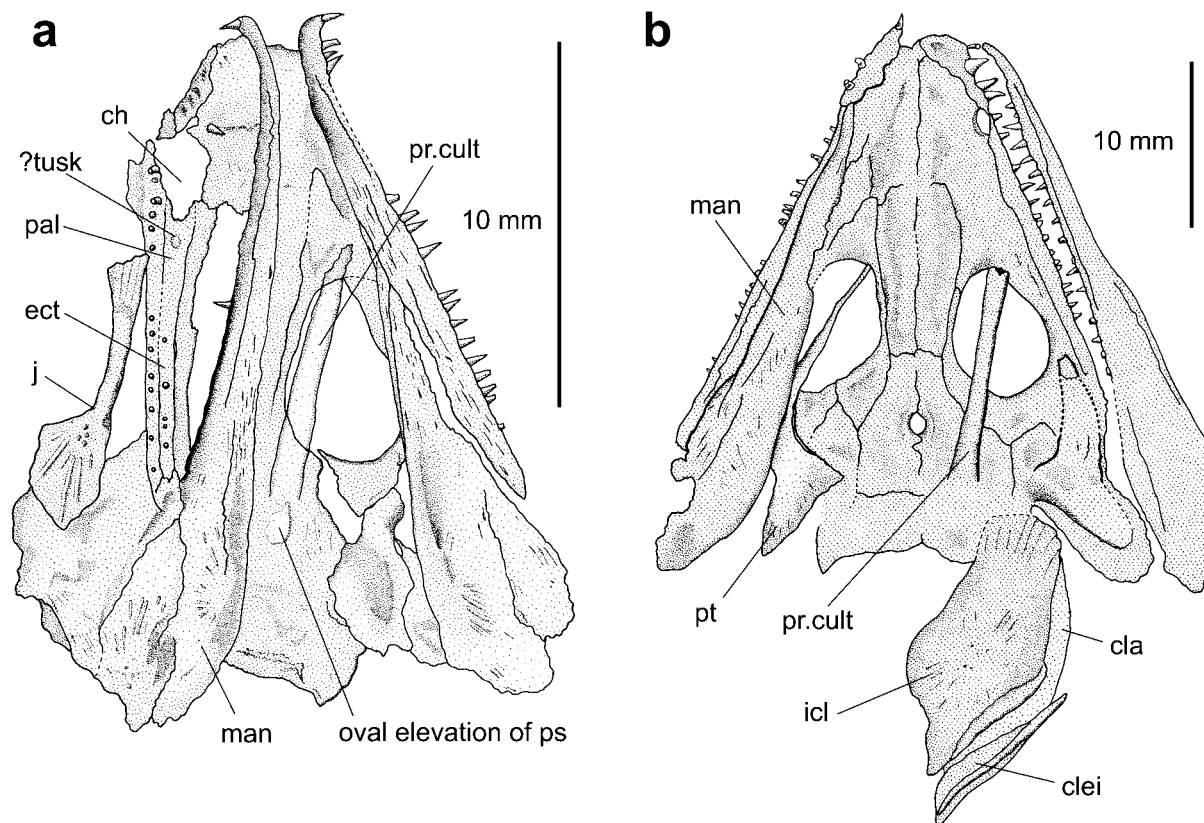 a
ch
?tusk
pal
ect
j
pr.cult
10 mm
man
oval elevation of ps
b
man
10 mm
pt
pr.cult
cla
icl
clei